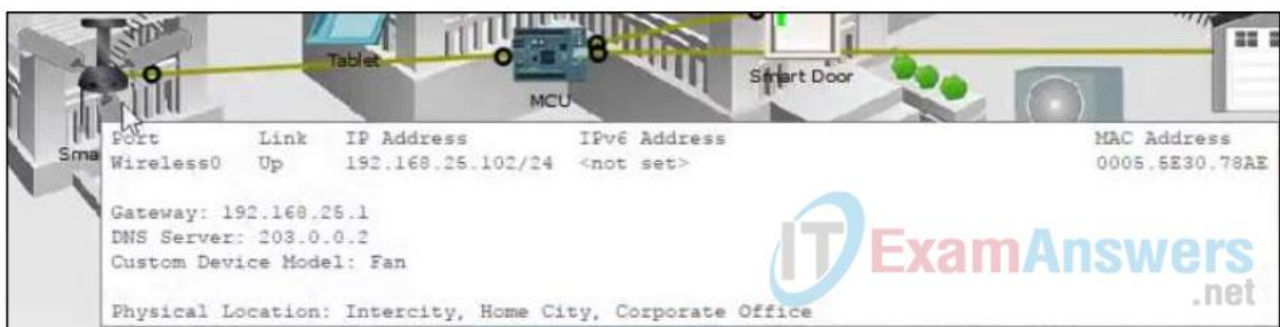 Tablet
Smart Door
MCU
Sma
Port Link IP Address IPv6 Address MAC Address
Wireless0 Up 192.168.25.102/24 <not set> 0005.5E30.78AE
Gateway: 192.168.25.1
DNS Server: 203.0.0.2
Custom Device Model: Fan
ITExamAnswers
.net
Physical Location: Intercity, Home City, Corporate Office